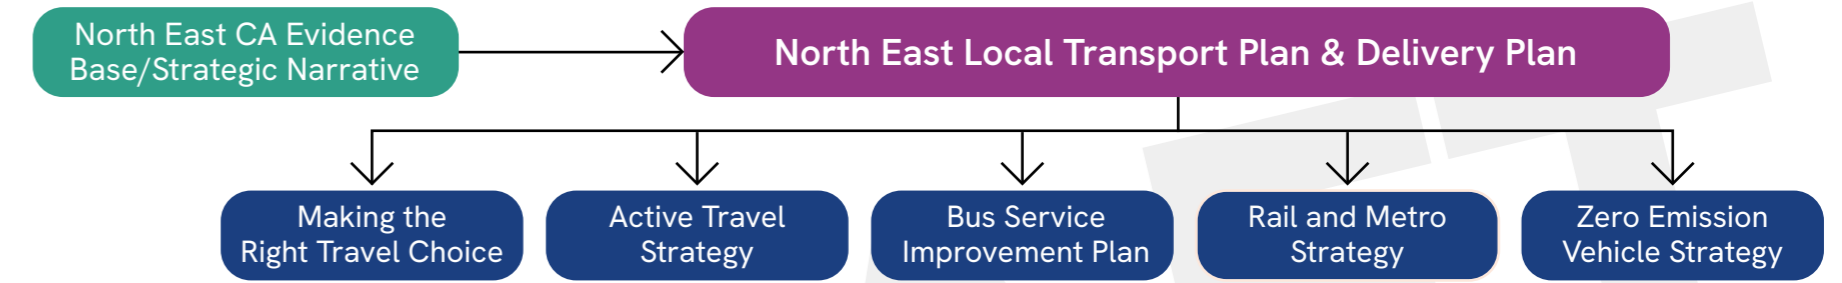 North East CA Evidence
Base/Strategic Narrative
North East Local Transport Plan & Delivery Plan
Making the
Right Travel Choice
Active Travel
Strategy
Bus Service
Improvement Plan
Rail and Metro
Strategy
Zero Emission
Vehicle Strategy